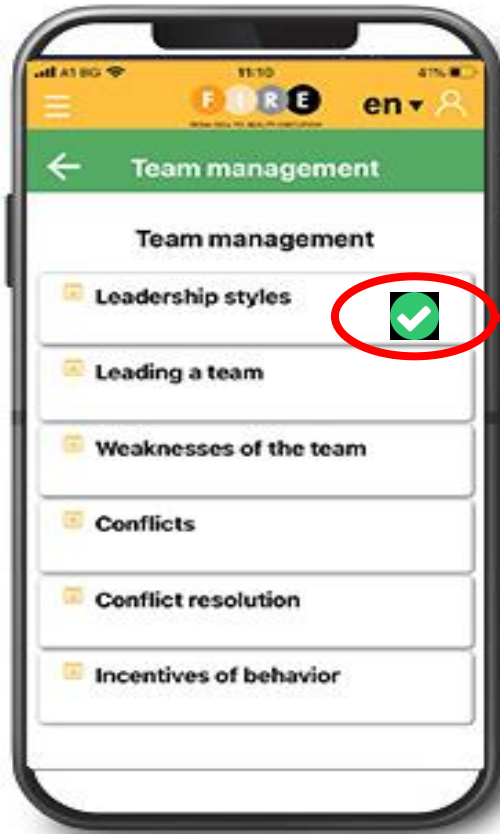 A1 BG
11:10
41%
FIRE
en
Team management
Team management
Leadership styles
Leading a team
Weaknesses of the team
Conflicts
Conflict resolution
Incentives of behavior